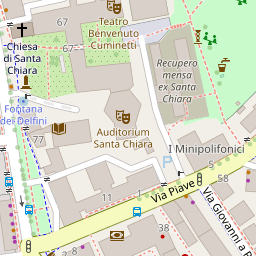 67
Teatro
Benvenuto
Cuminetti
Chiesa
di Santa
Chiara
67
Recupero
mensa
ex Santa
Chiara
Fontana
dei Delfini
77
Auditorium
Santa Chiara
I Minipolifonici
P
58
Via Piave
11
5
Via Giovanni a P